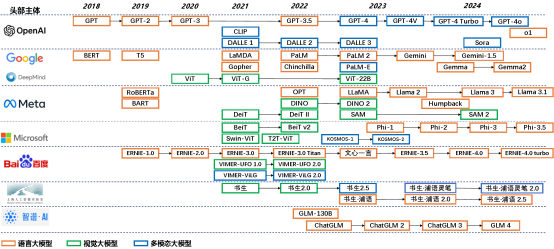 头部主体 2018 2019 2020 2021 2022 2023 2024
OpenAI GPT GPT-2 GPT-3 GPT-3.5 GPT-4 GPT-4V GPT-4 Turbo GPT-4o
CLIP o1
DALLE 1 DALLE 2 DALLE 3 Sora
Google BERT T5 LaMDA PaLM PaLM 2 Gemini Gemini-1.5
Gopher Chinchilla PaLM-E Gemma Gemma2
DeepMind ViT ViT-G ViT-22B
Meta RoBERTa OPT LLaMA Llama 2 Llama 3 Llama 3.1
BART DINO DINO 2 Humpback
DeiT DeiT II SAM SAM 2
Microsoft BeiT BeiT v2 Phi-1 Phi-2 Phi-3 Phi-3.5
Swin-ViT T2T-ViT KOSMOS-1 KOSMOS-2
Bai百度 ERNIE-1.0 ERNIE-2.0 ERNIE-3.0 ERNIE-3.0 Titan 文心一言 ERNIE-3.5 ERNIE-4.0 ERNIE-4.0 turbo
VIMER-UFO 1.0 VIMER-UFO 2.0
VIMER-ViLG VIMER-ViLG 2.0
书生 书生2.0 书生2.5 书生·浦语灵笔 书生·浦语灵笔 2.0
书生·浦语 书生·浦语 2.0 书生·浦语 2.5
智谱·AI GLM-130B
ChatGLM ChatGLM 2 ChatGLM 3 GLM 4
语言大模型 视觉大模型 多模态大模型